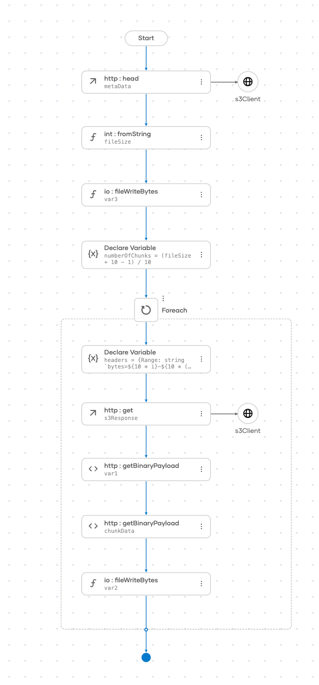 Start
http : head
metaData
s3Client
int : fromString
fileSize
io : fileWriteBytes
var3
{x}
Declare Variable
numberOfChunks = (fileSize
+ 10 - 1) / 10
Foreach
{x}
Declare Variable
headers = {Range: string
`bytes=${10 * i}-${10 * (…
http : get
s3Response
s3Client
http : getBinaryPayload
var1
http : getBinaryPayload
chunkData
io : fileWriteBytes
var2